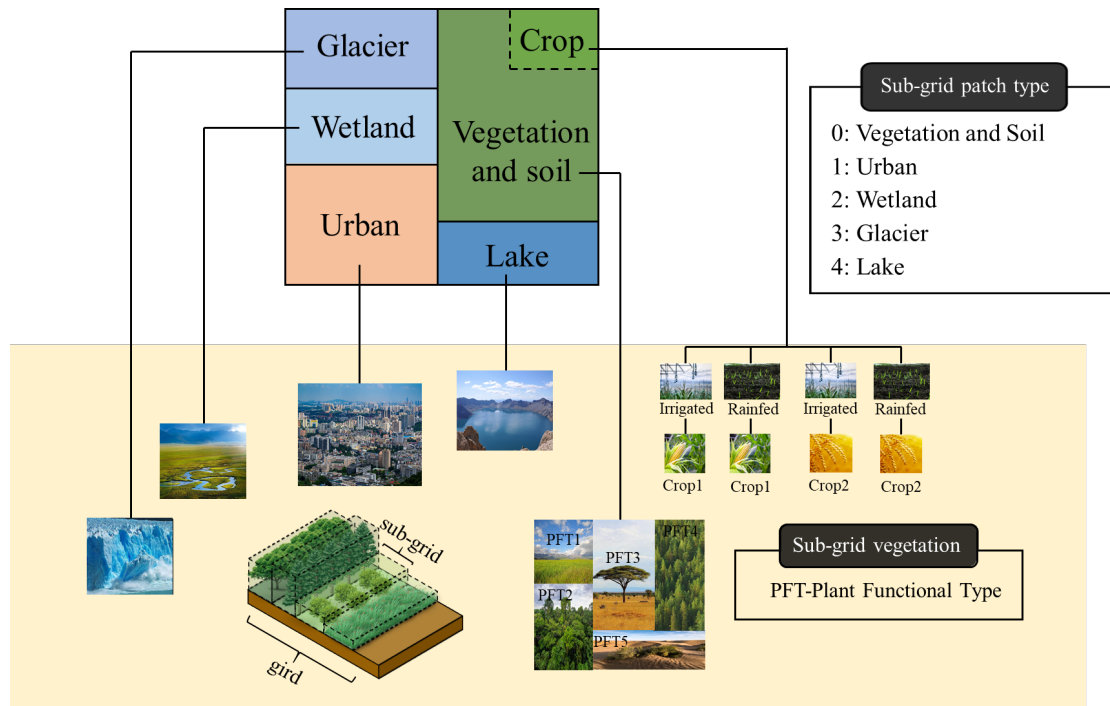 Glacier
Crop
Wetland
Vegetation
and soil
Urban
Lake
Sub-grid patch type
0: Vegetation and Soil
1: Urban
2: Wetland
3: Glacier
4: Lake
Irrigated
Rainfed
Irrigated
Rainfed
Crop1
Crop1
Crop2
Crop2
sub-grid
gird
PFT1
PFT2
PFT3
PFT4
PFT5
Sub-grid vegetation
PFT-Plant Functional Type